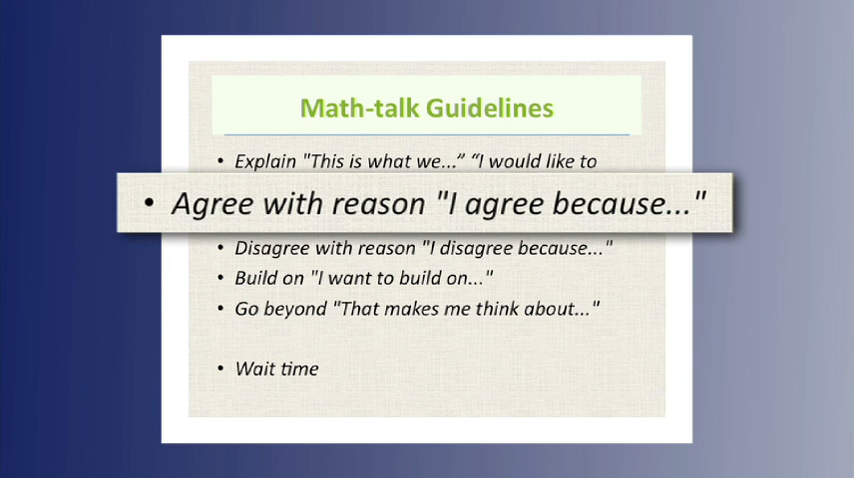 Math-talk Guidelines
• Explain "This is what we...” “I would like to
• Agree with reason "I agree because..."
• Disagree with reason "I disagree because..."
• Build on "I want to build on..."
• Go beyond "That makes me think about..."
• Wait time